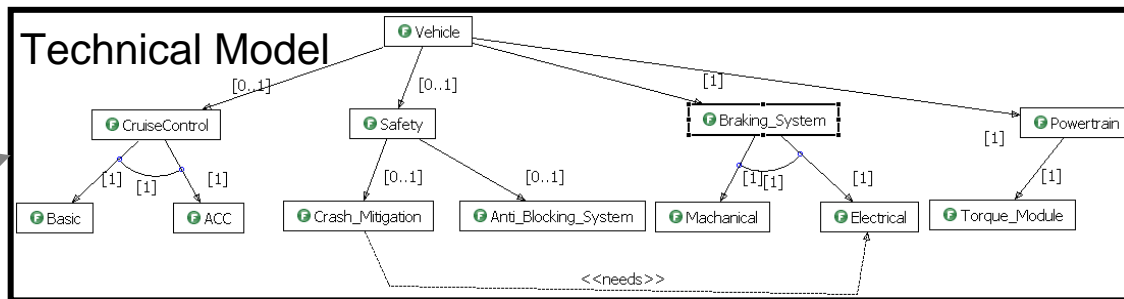 Technical Model
Vehicle
[0..1]
[0..1]
[1]
CruiseControl
Safety
Braking_System
Powertrain
[1]
[1]
[1]
[1]
[0..1]
[0..1]
[1]
[1]
[1]
[1]
Basic
ACC
Crash_Mitigation
Anti_Blocking_System
Machanical
Electrical
Torque_Module
<<needs>>